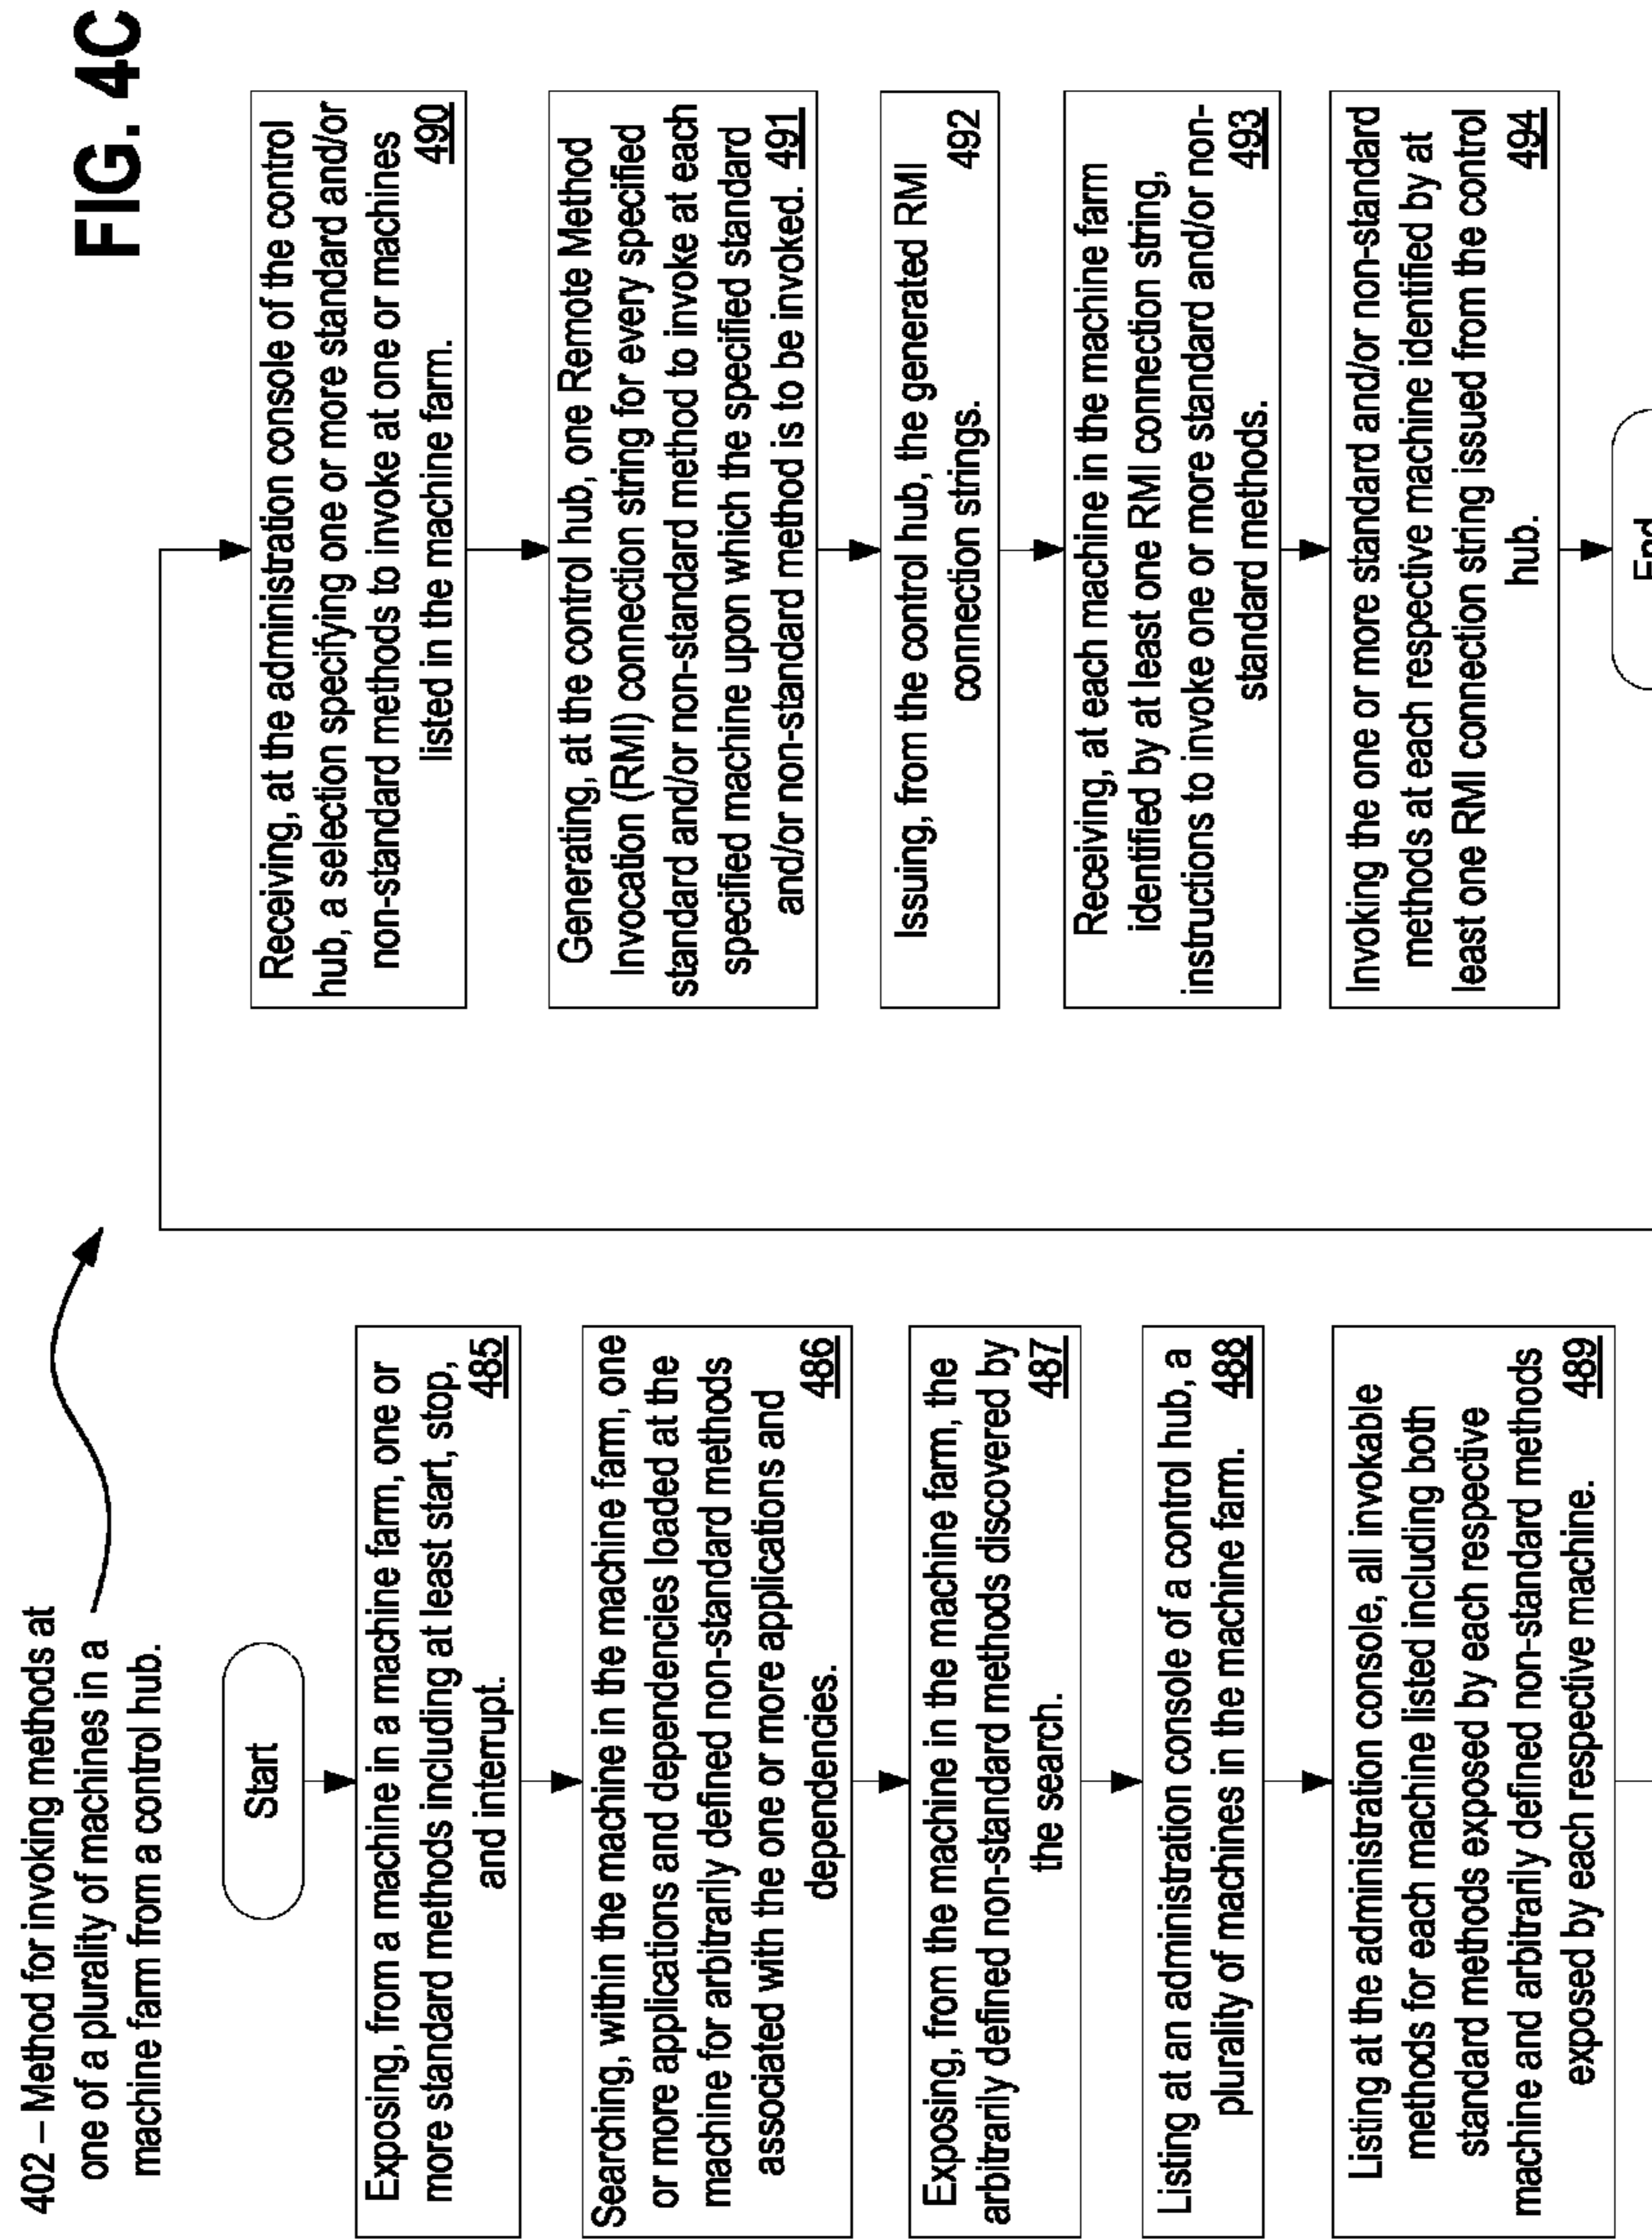 FIG. 4C
402 – Method for invoking methods at
one of a plurality of machines in a
machine farm from a control hub.
Start
Exposing, from a machine in a machine farm, one or
more standard methods including at least start, stop,
and interrupt.
485
Searching, within the machine in the machine farm, one
or more applications and dependencies loaded at the
machine for arbitrarily defined non-standard methods
associated with the one or more applications and
dependencies.
486
Exposing, from the machine in the machine farm, the
arbitrarily defined non-standard methods discovered by
the search.
487
Listing at an administration console of a control hub, a
plurality of machines in the machine farm. 488
Listing at the administration console, all invokable
methods for each machine listed including both
standard methods exposed by each respective
machine and arbitrarily defined non-standard methods
exposed by each respective machine. 489
Receiving, at the administration console of the control
hub, a selection specifying one or more standard and/or
non-standard methods to invoke at one or machines
listed in the machine farm.
490
Generating, at the control hub, one Remote Method
Invocation (RMI) connection string for every specified
standard and/or non-standard method to invoke at each
specified machine upon which the specified standard
and/or non-standard method is to be invoked. 491
Issuing, from the control hub, the generated RMI
connection strings.
492
Receiving, at each machine in the machine farm
identified by at least one RMI connection string,
instructions to invoke one or more standard and/or non-
standard methods.
493
Invoking the one or more standard and/or non-standard
methods at each respective machine identified by at
least one RMI connection string issued from the control
hub.
494
End